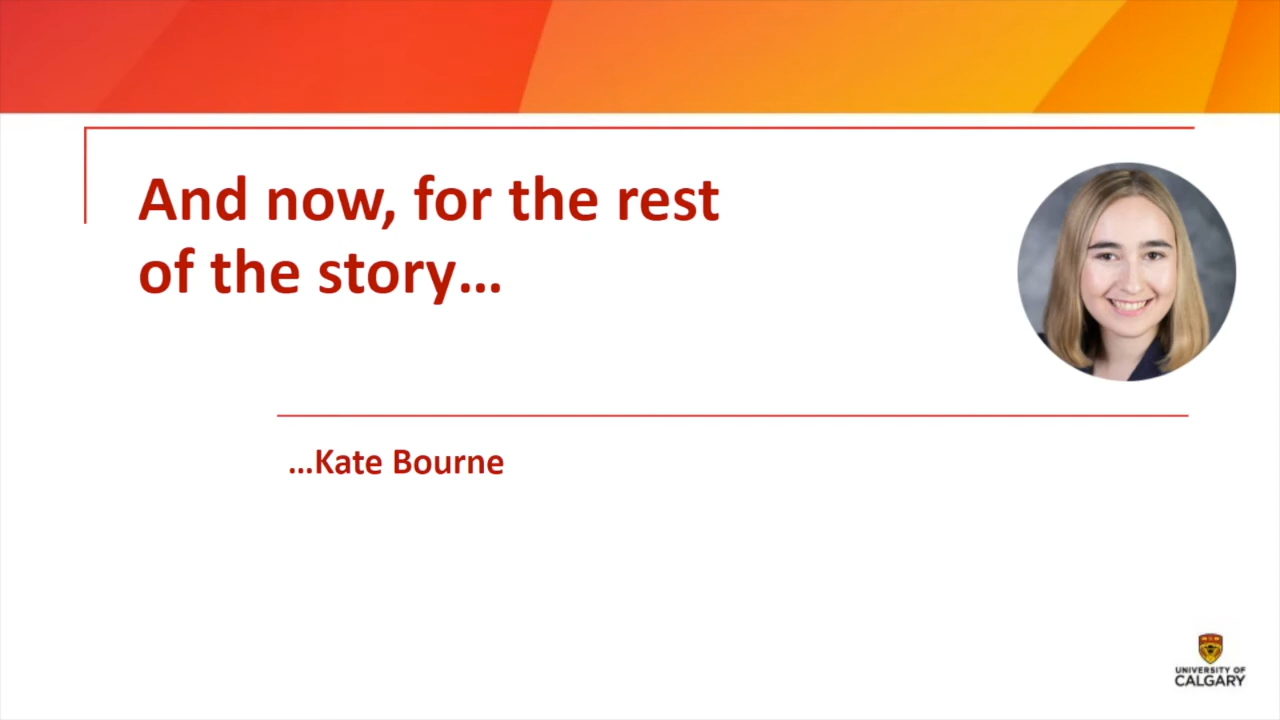 And now, for the rest
of the story…
…Kate Bourne
UNIVERSITY OF
CALGARY